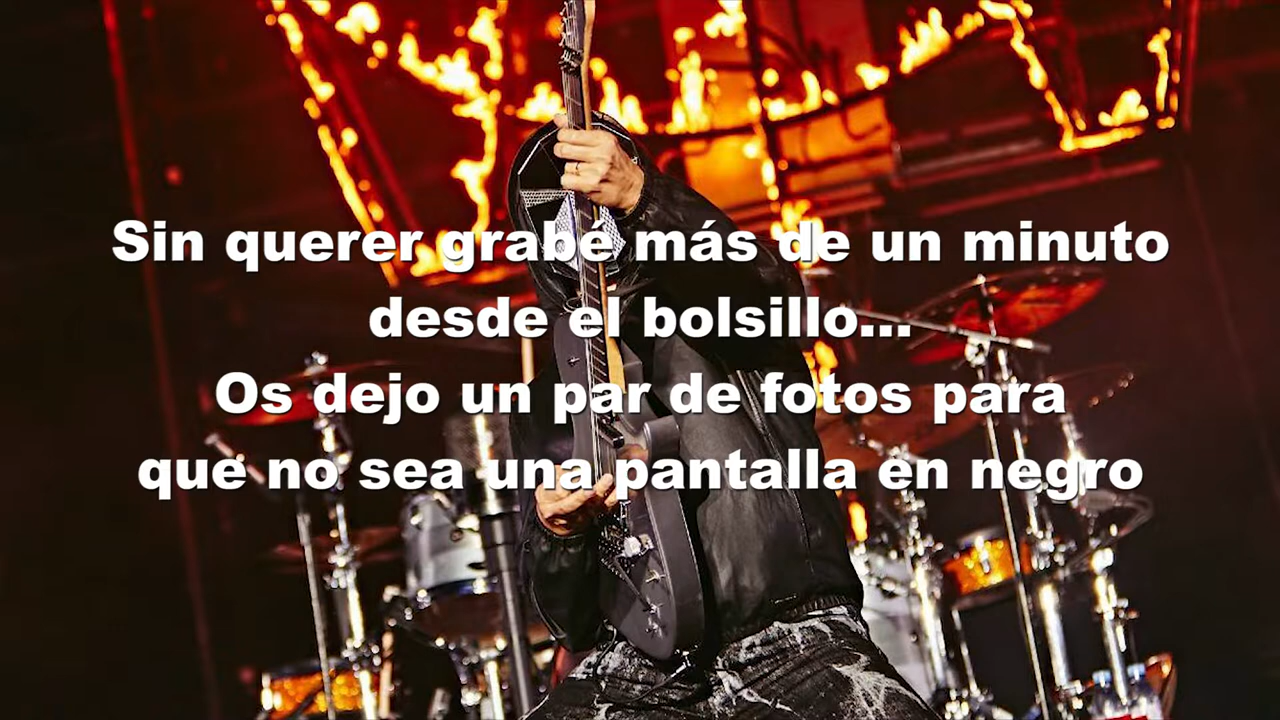 Sin querer grabé más de un minuto
desde el bolsillo...
Os dejo un par de fotos para
que no sea una pantalla en negro